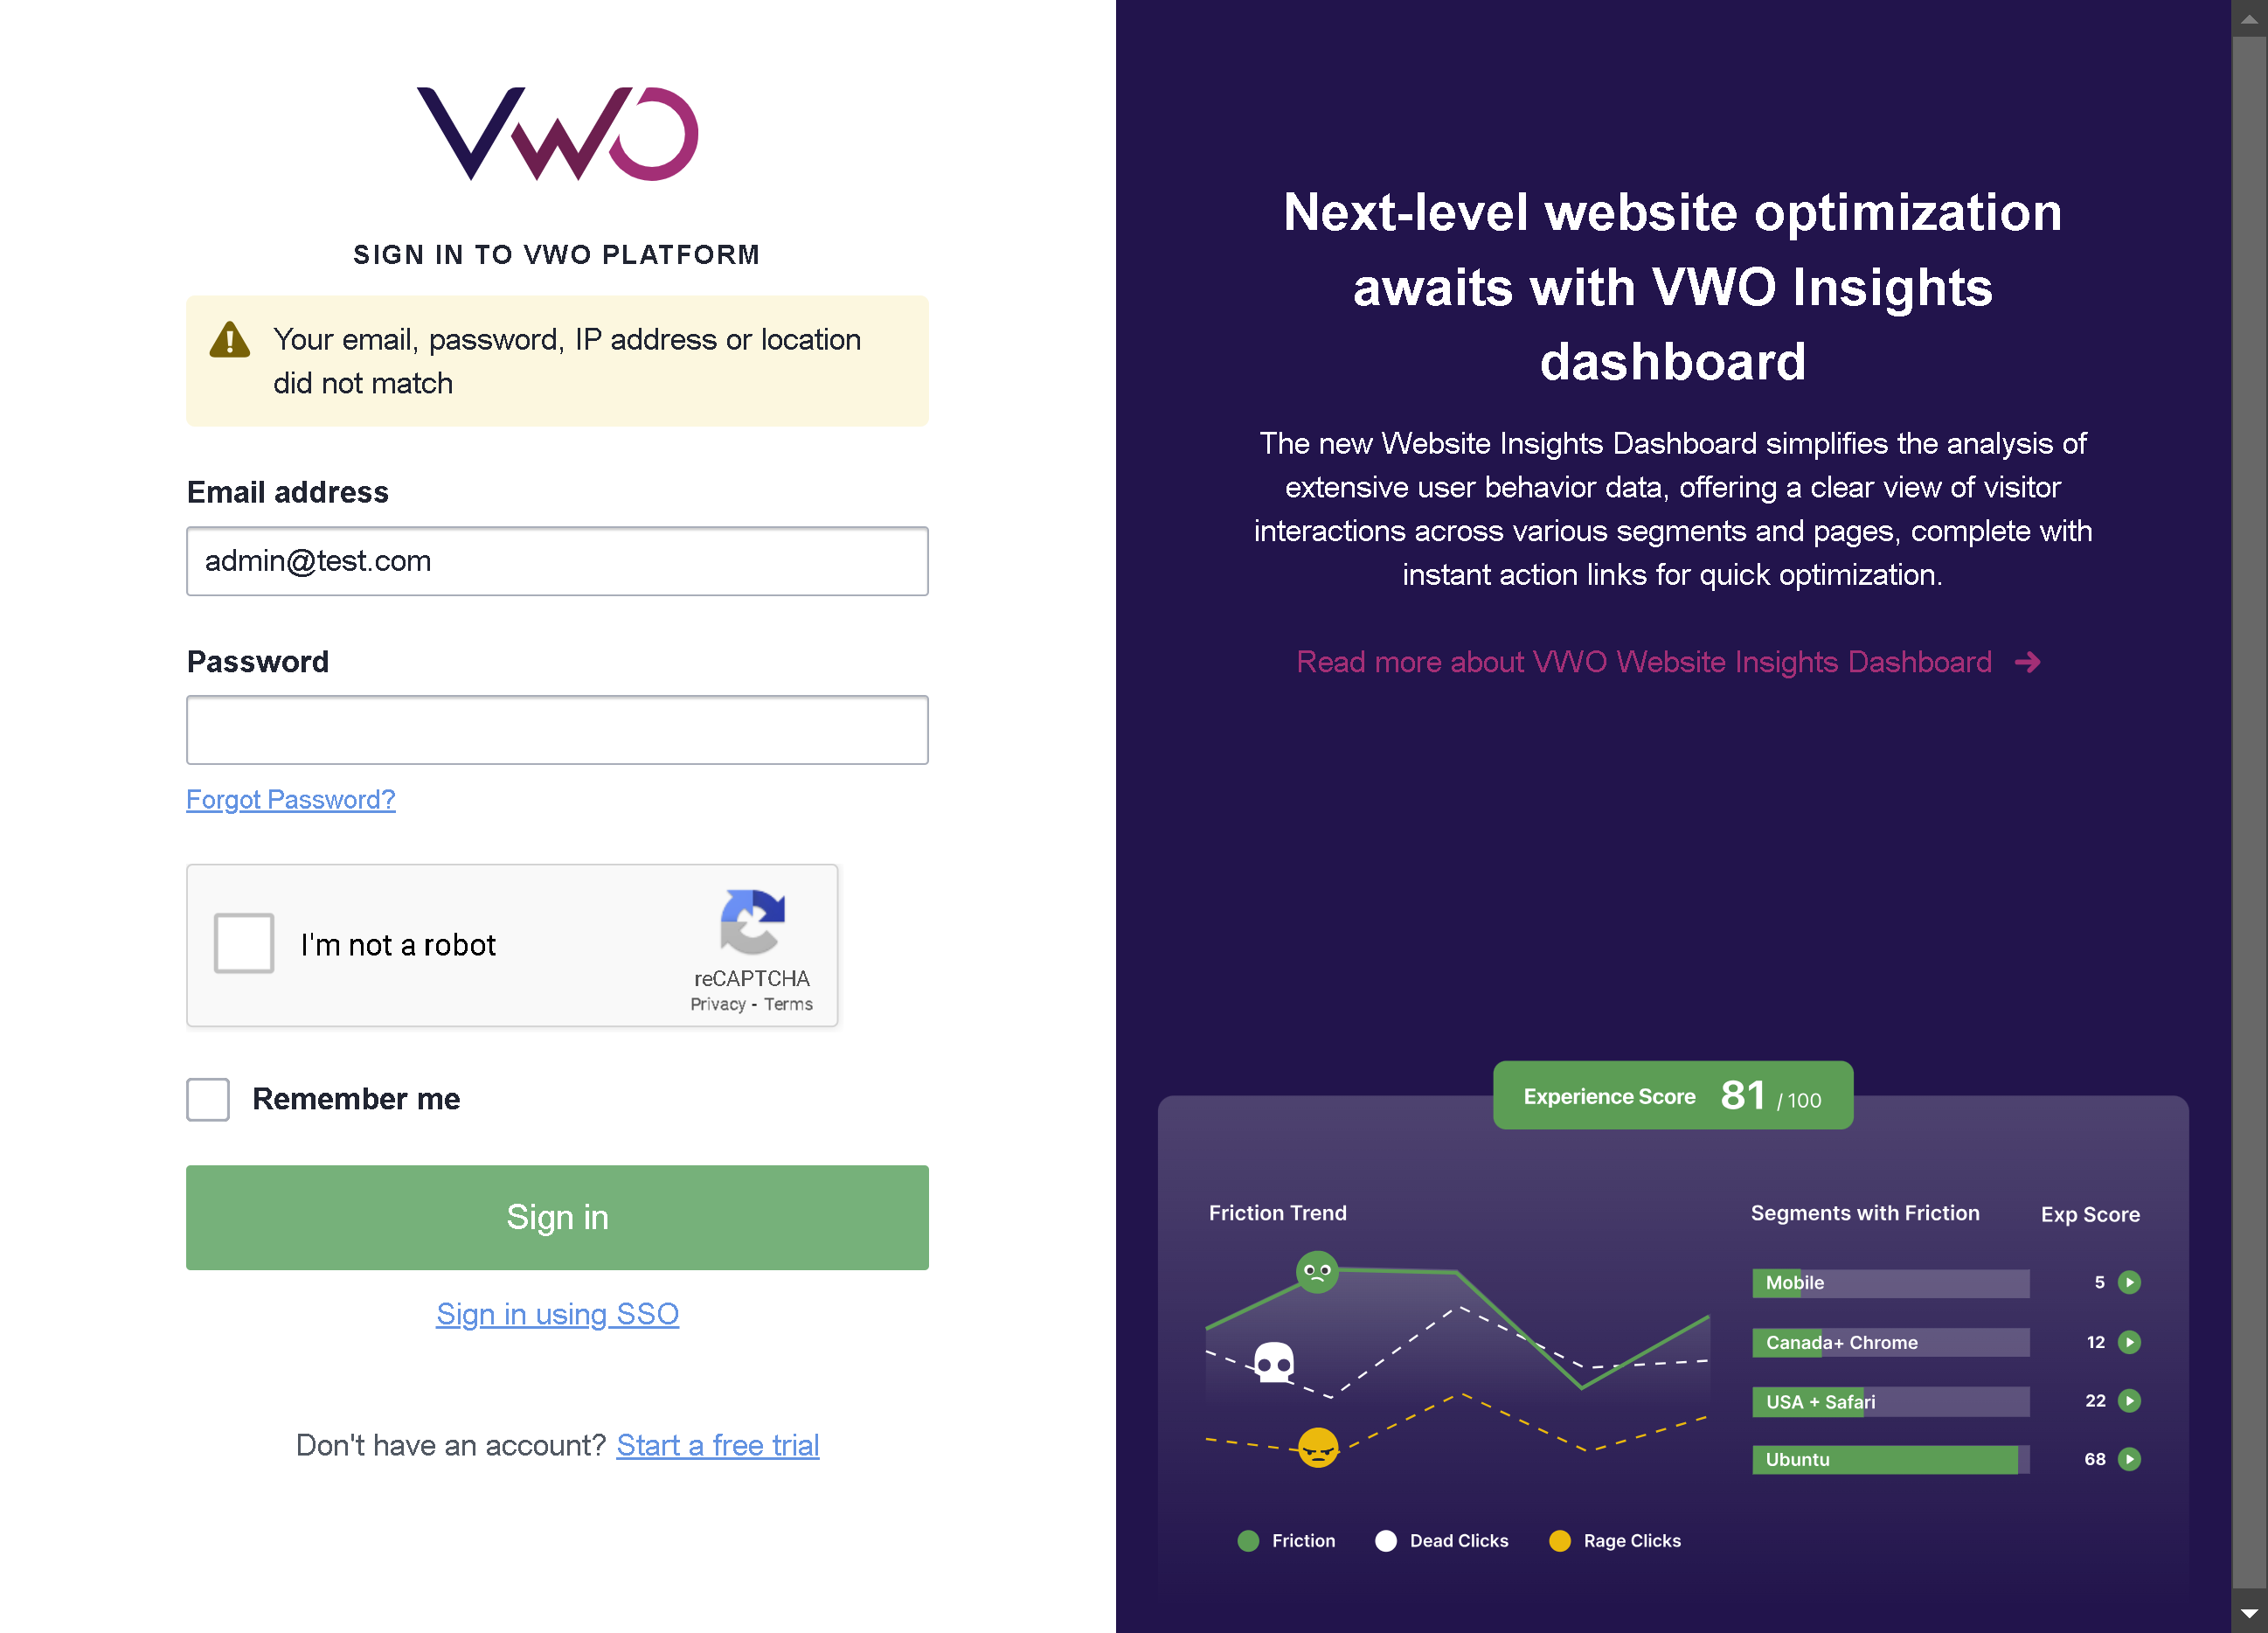 VWO
SIGN IN TO VWO PLATFORM
Your email, password, IP address or location
did not match
Email address
admin@test.com
Password
Forgot Password?
I'm not a robot
reCAPTCHA
Privacy - Terms
Remember me
Sign in
Sign in using SSO
Don't have an account? Start a free trial
Next-level website optimization
awaits with VWO Insights
dashboard
The new Website Insights Dashboard simplifies the analysis of
extensive user behavior data, offering a clear view of visitor
interactions across various segments and pages, complete with
instant action links for quick optimization.
Read more about VWO Website Insights Dashboard
Experience Score 81 / 100
Friction Trend
Segments with Friction Exp Score
Mobile 5
Canada+ Chrome 12
USA + Safari 22
Ubuntu 68
Friction Dead Clicks Rage Clicks